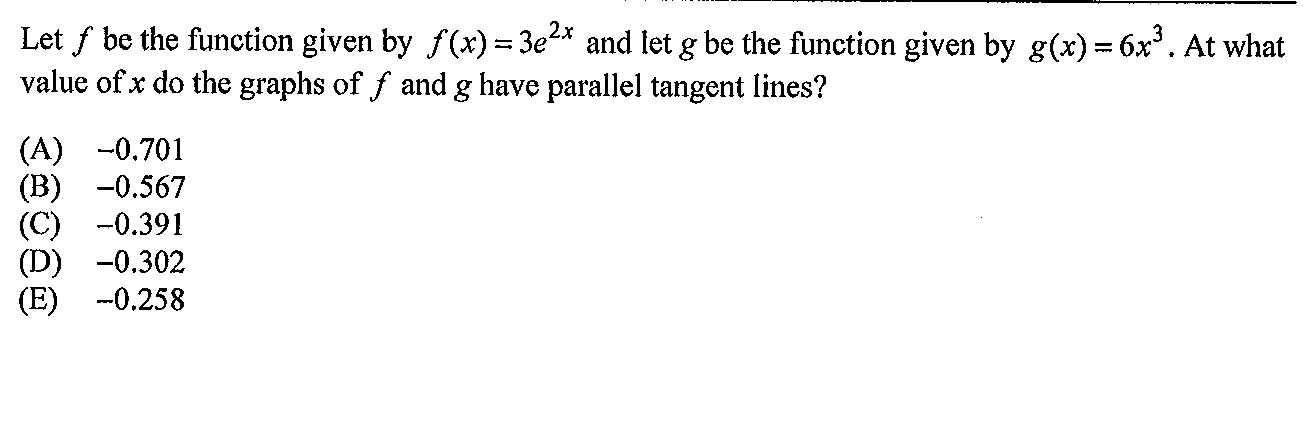 Let f be the function given by f(x) = 3e^{2x} and let g be the function given by g(x) = 6x³. At what
value of x do the graphs of f and g have parallel tangent lines?
(A) −0.701
(B) −0.567
(C) −0.391
(D) −0.302
(E) −0.258